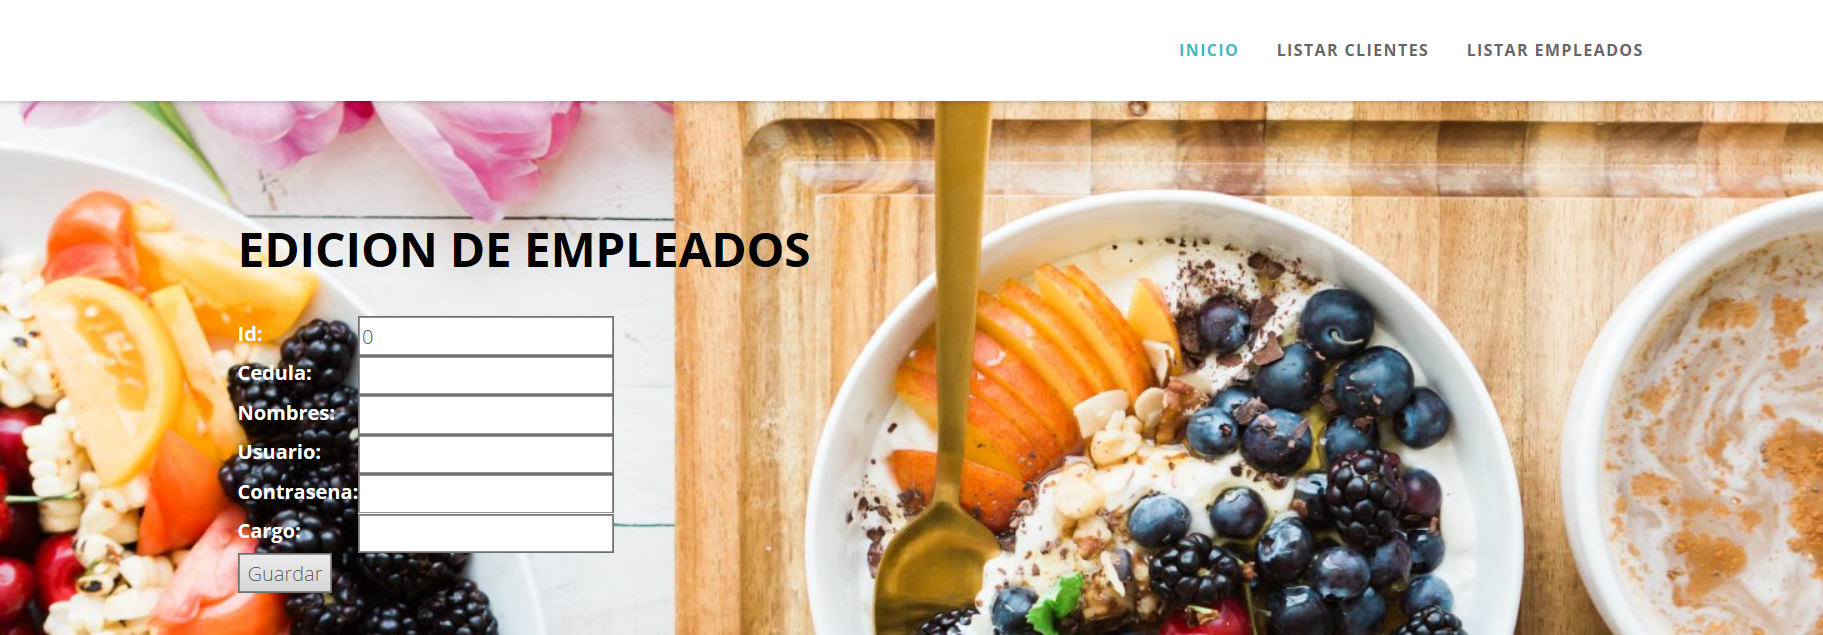 INICIO LISTAR CLIENTES LISTAR EMPLEADOS
EDICION DE EMPLEADOS
Id: 0
Cedula:
Nombres:
Usuario:
Contrasena:
Cargo:
Guardar